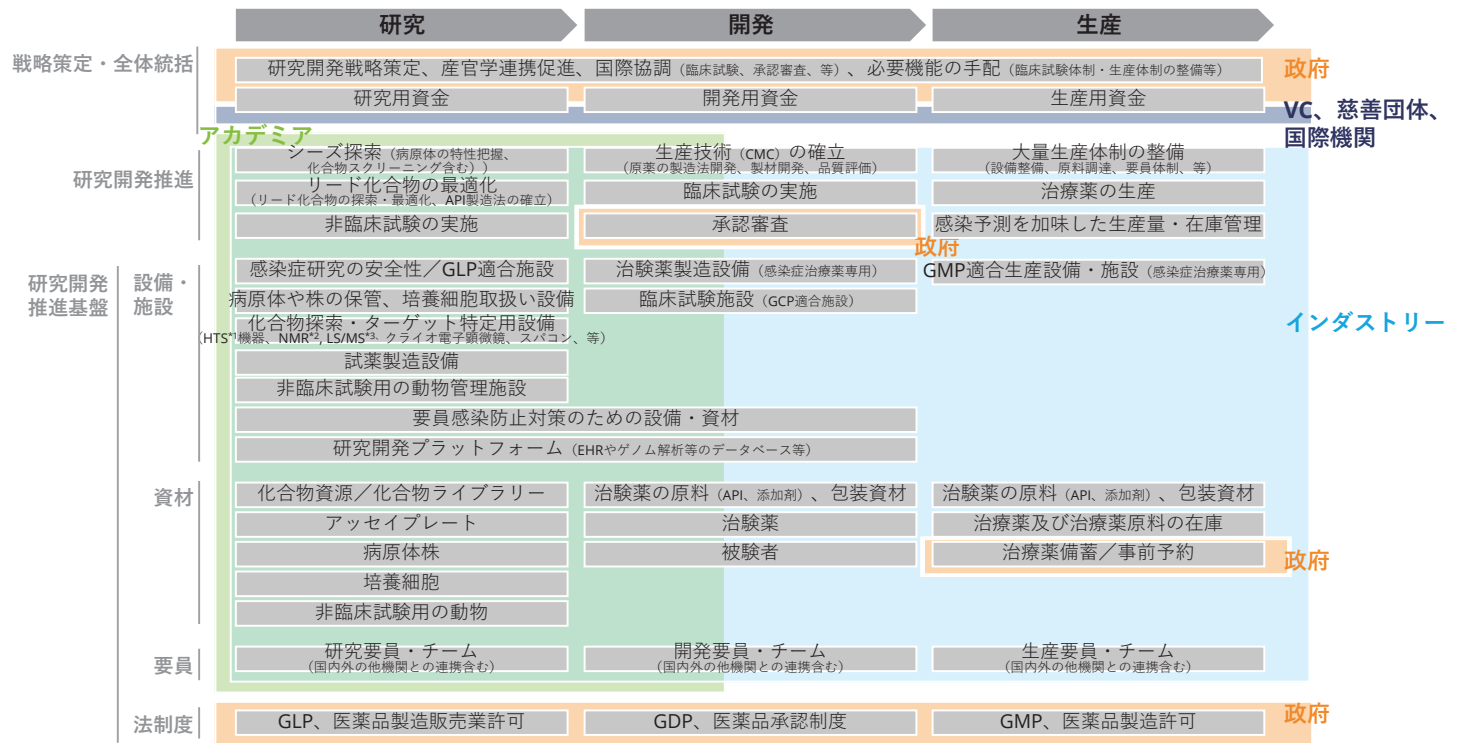 研究
開発
生産
戦略策定・全体統括
研究開発戦略策定、産官学連携促進、国際協調（臨床試験、承認審査、等）、必要機能の手配（臨床試験体制・生産体制の整備等）
政府
研究用資金
開発用資金
生産用資金
VC、慈善団体、
国際機関
アカデミア
研究開発推進
シーズ探索（病原体の特性把握、
化合物スクリーニング含む））
生産技術（CMC）の確立
（原薬の製造法開発、製材開発、品質評価）
大量生産体制の整備
（設備整備、原料調達、要員体制、等）
リード化合物の最適化
（リード化合物の探索・最適化、API製造法の確立）
臨床試験の実施
治療薬の生産
非臨床試験の実施
承認審査
感染予測を加味した生産量・在庫管理
政府
研究開発
推進基盤
設備・
施設
感染症研究の安全性／GLP適合施設
治験薬製造設備（感染症治療薬専用）
GMP適合生産設備・施設（感染症治療薬専用）
病原体や株の保管、培養細胞取扱い設備
臨床試験施設（GCP適合施設）
化合物探索・ターゲット特定用設備
（HTS*1機器、NMR*2, LS/MS*3、クライオ電子顕微鏡、スパコン、等）
インダストリー
試薬製造設備
非臨床試験用の動物管理施設
要員感染防止対策のための設備・資材
研究開発プラットフォーム（EHRやゲノム解析等のデータベース等）
資材
化合物資源／化合物ライブラリー
治験薬の原料（API、添加剤）、包装資材
治験薬の原料（API、添加剤）、包装資材
アッセイプレート
治験薬
治療薬及び治療薬原料の在庫
病原体株
被験者
治療薬備蓄／事前予約
政府
培養細胞
非臨床試験用の動物
要員
研究要員・チーム
（国内外の他機関との連携含む）
開発要員・チーム
（国内外の他機関との連携含む）
生産要員・チーム
（国内外の他機関との連携含む）
法制度
GLP、医薬品製造販売業許可
GDP、医薬品承認制度
GMP、医薬品製造許可
政府